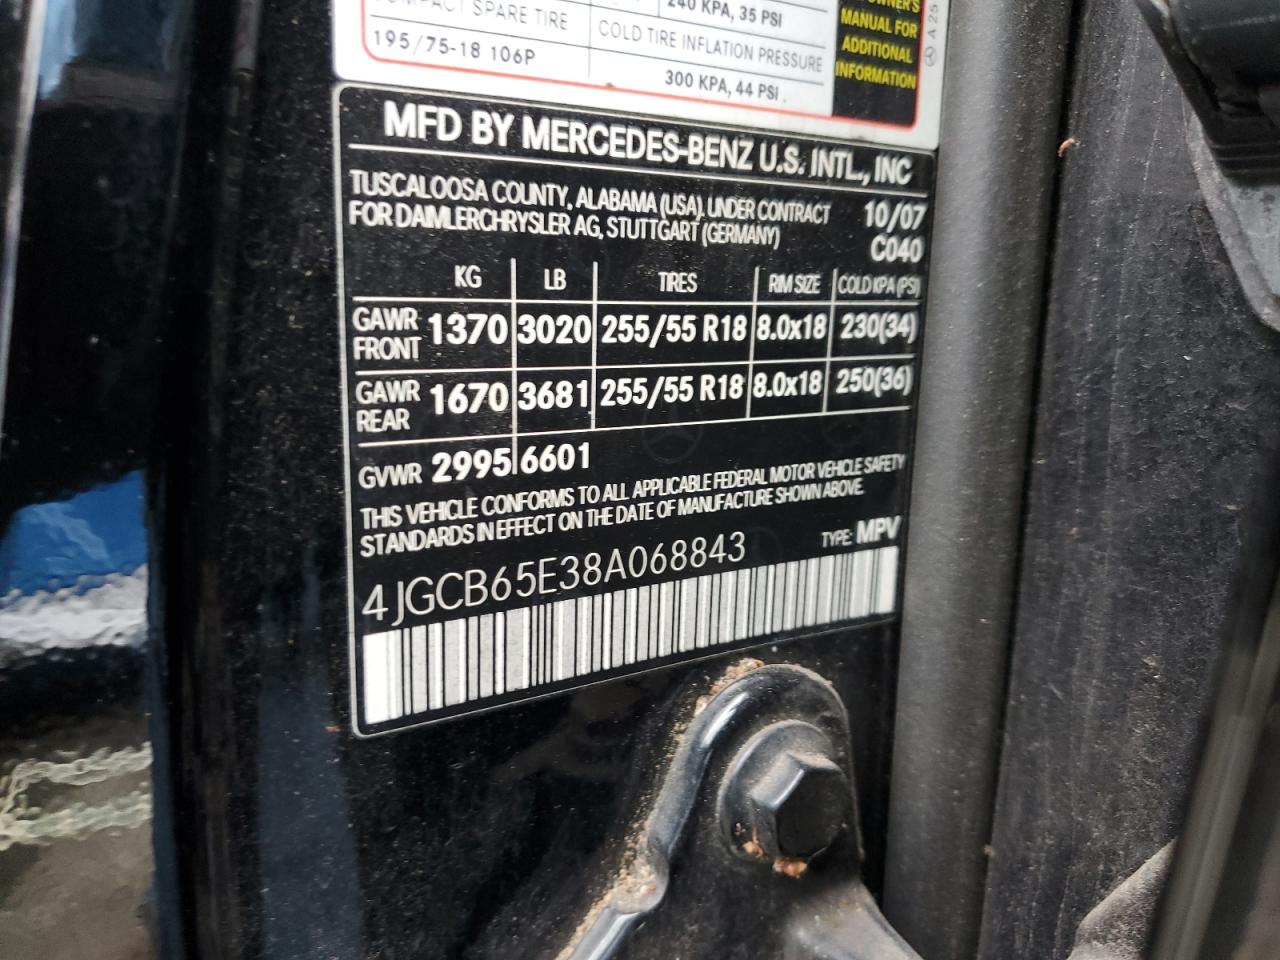 240 KPA, 35 PSI
COMPACT SPARE TIRE
195/75-18 106P
COLD TIRE INFLATION PRESSURE
300 KPA, 44 PSI
OWNER'S
MANUAL FOR
ADDITIONAL
INFORMATION
A 25
MFD BY MERCEDES-BENZ U.S. INTL., INC
TUSCALOOSA COUNTY, ALABAMA (USA). UNDER CONTRACT 10/07
FOR DAIMLERCHRYSLER AG, STUTTGART (GERMANY) C040
KG LB TIRES RIM SIZE COLD KPA (PSI)
GAWR FRONT 1370 3020 255/55 R18 8.0x18 230(34)
GAWR REAR 1670 3681 255/55 R18 8.0x18 250(36)
GVWR 2995 6601
THIS VEHICLE CONFORMS TO ALL APPLICABLE FEDERAL MOTOR VEHICLE SAFETY
STANDARDS IN EFFECT ON THE DATE OF MANUFACTURE SHOWN ABOVE.
4JGCB65E38A068843 TYPE: MPV